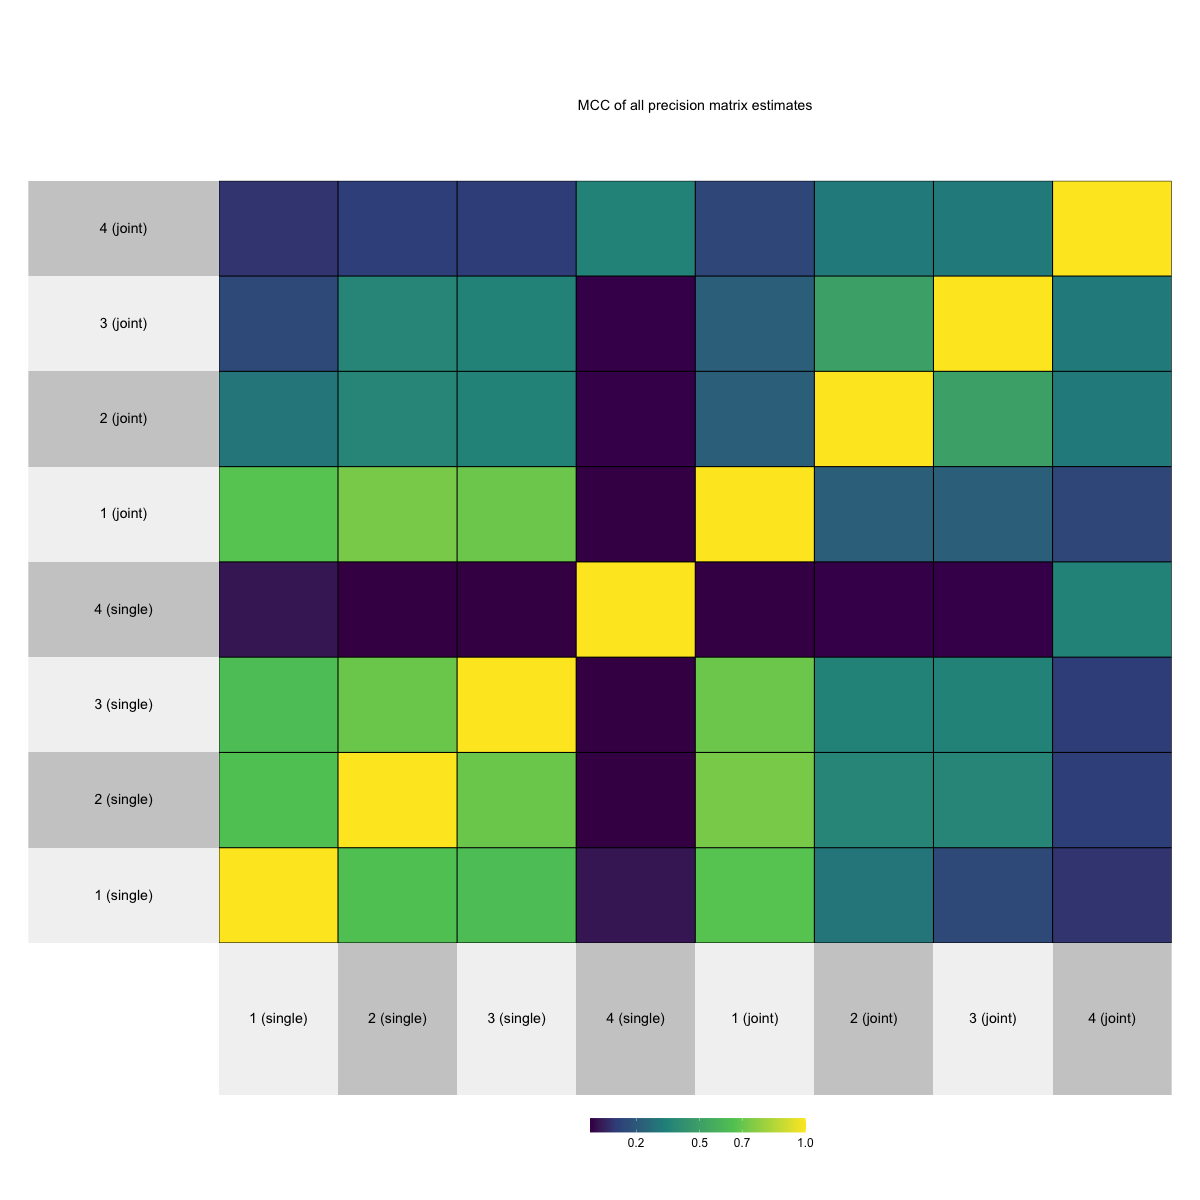 MCC of all precision matrix estimates
4 (joint)
3 (joint)
2 (joint)
1 (joint)
4 (single)
3 (single)
2 (single)
1 (single)
1 (single) 2 (single) 3 (single) 4 (single) 1 (joint) 2 (joint) 3 (joint) 4 (joint)
0.2 0.5 0.7 1.0